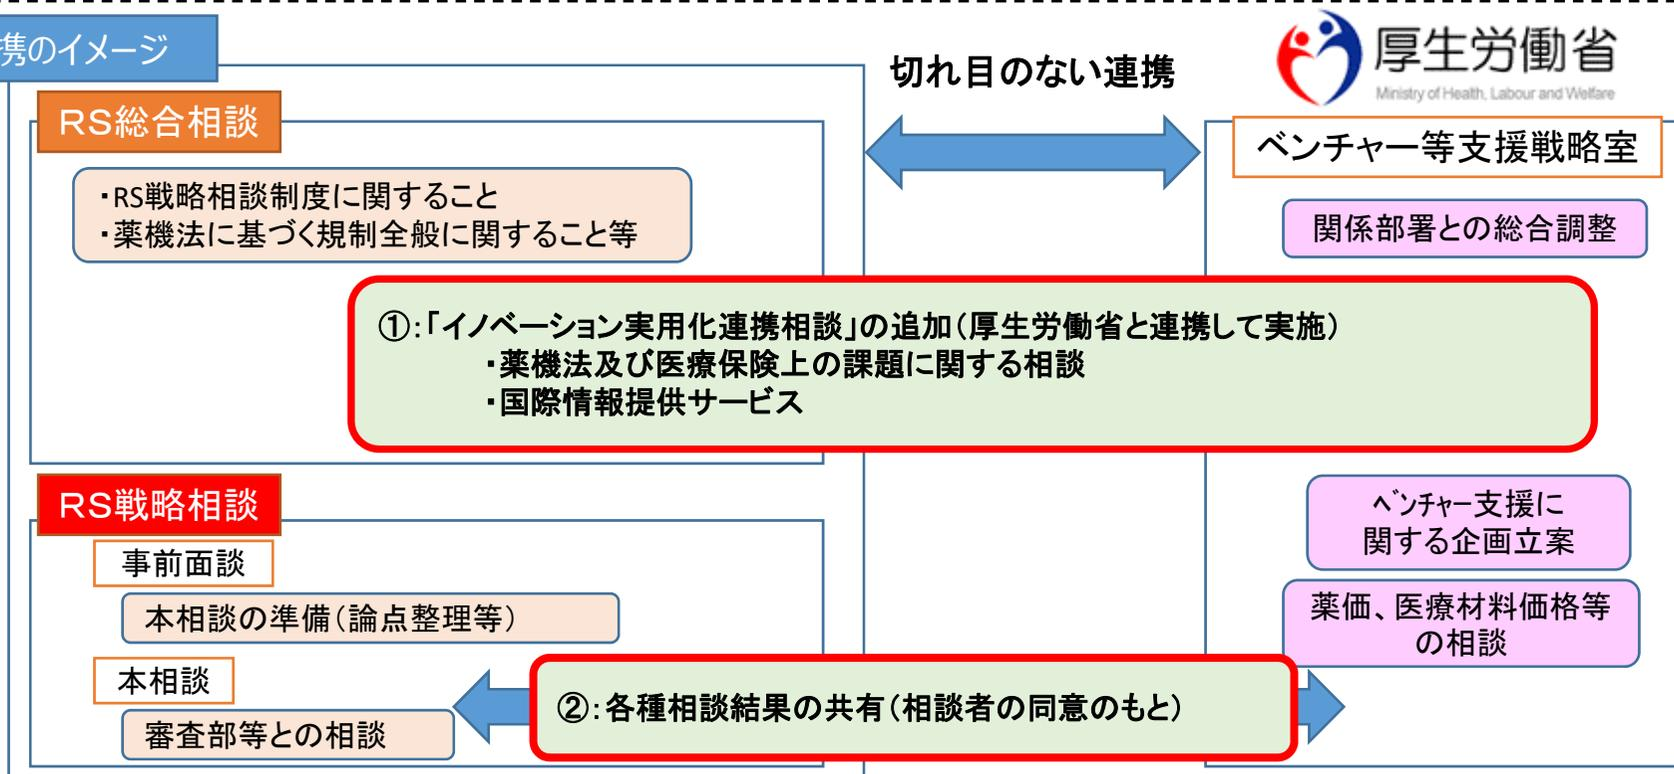 携のイメージ
切れ目のない連携
厚生労働省
Ministry of Health, Labour and Welfare
RS総合相談
・RS戦略相談制度に関すること
・薬機法に基づく規制全般に関すること等
ベンチャー等支援戦略室
関係部署との総合調整
①:「イノベーション実用化連携相談」の追加(厚生労働省と連携して実施)
・薬機法及び医療保険上の課題に関する相談
・国際情報提供サービス
RS戦略相談
事前面談
本相談の準備(論点整理等)
本相談
審査部等との相談
ベンチャー支援に
関する企画立案
薬価、医療材料価格等
の相談
②:各種相談結果の共有(相談者の同意のもと)